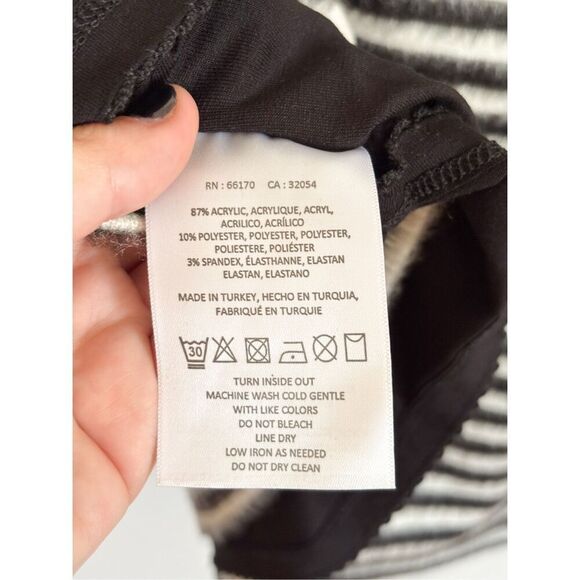 RN : 66170 CA : 32054
87% ACRYLIC, ACRYLIQUE, ACRYL,
ACRILICO, ACRÍLICO
10% POLYESTER, POLYESTER, POLYESTER,
POLIESTERE, POLIÉSTER
3% SPANDEX, ÉLASTHANNE, ELASTAN
ELASTAN, ELASTANO
MADE IN TURKEY, HECHO EN TURQUIA,
FABRIQUÉ EN TURQUIE
30
TURN INSIDE OUT
MACHINE WASH COLD GENTLE
WITH LIKE COLORS
DO NOT BLEACH
LINE DRY
LOW IRON AS NEEDED
DO NOT DRY CLEAN